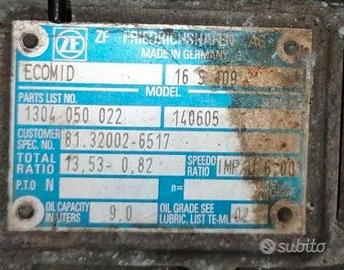 ZF FRIEDRICHSHAFEN AG
MADE IN GERMANY
ECOMID 16 S 109
MODEL
PARTS LIST NO.
1304 050 022 140605
CUSTOMER SPEC. NO. 81.32002-6517
TOTAL RATIO 13,53- 0,82 SPEEDO RATIO
P.T.O N n=
OIL CAPACITY IN LITERS 9,0 OIL GRADE SEE LUBRIC. LIST TE-ML 02
subito